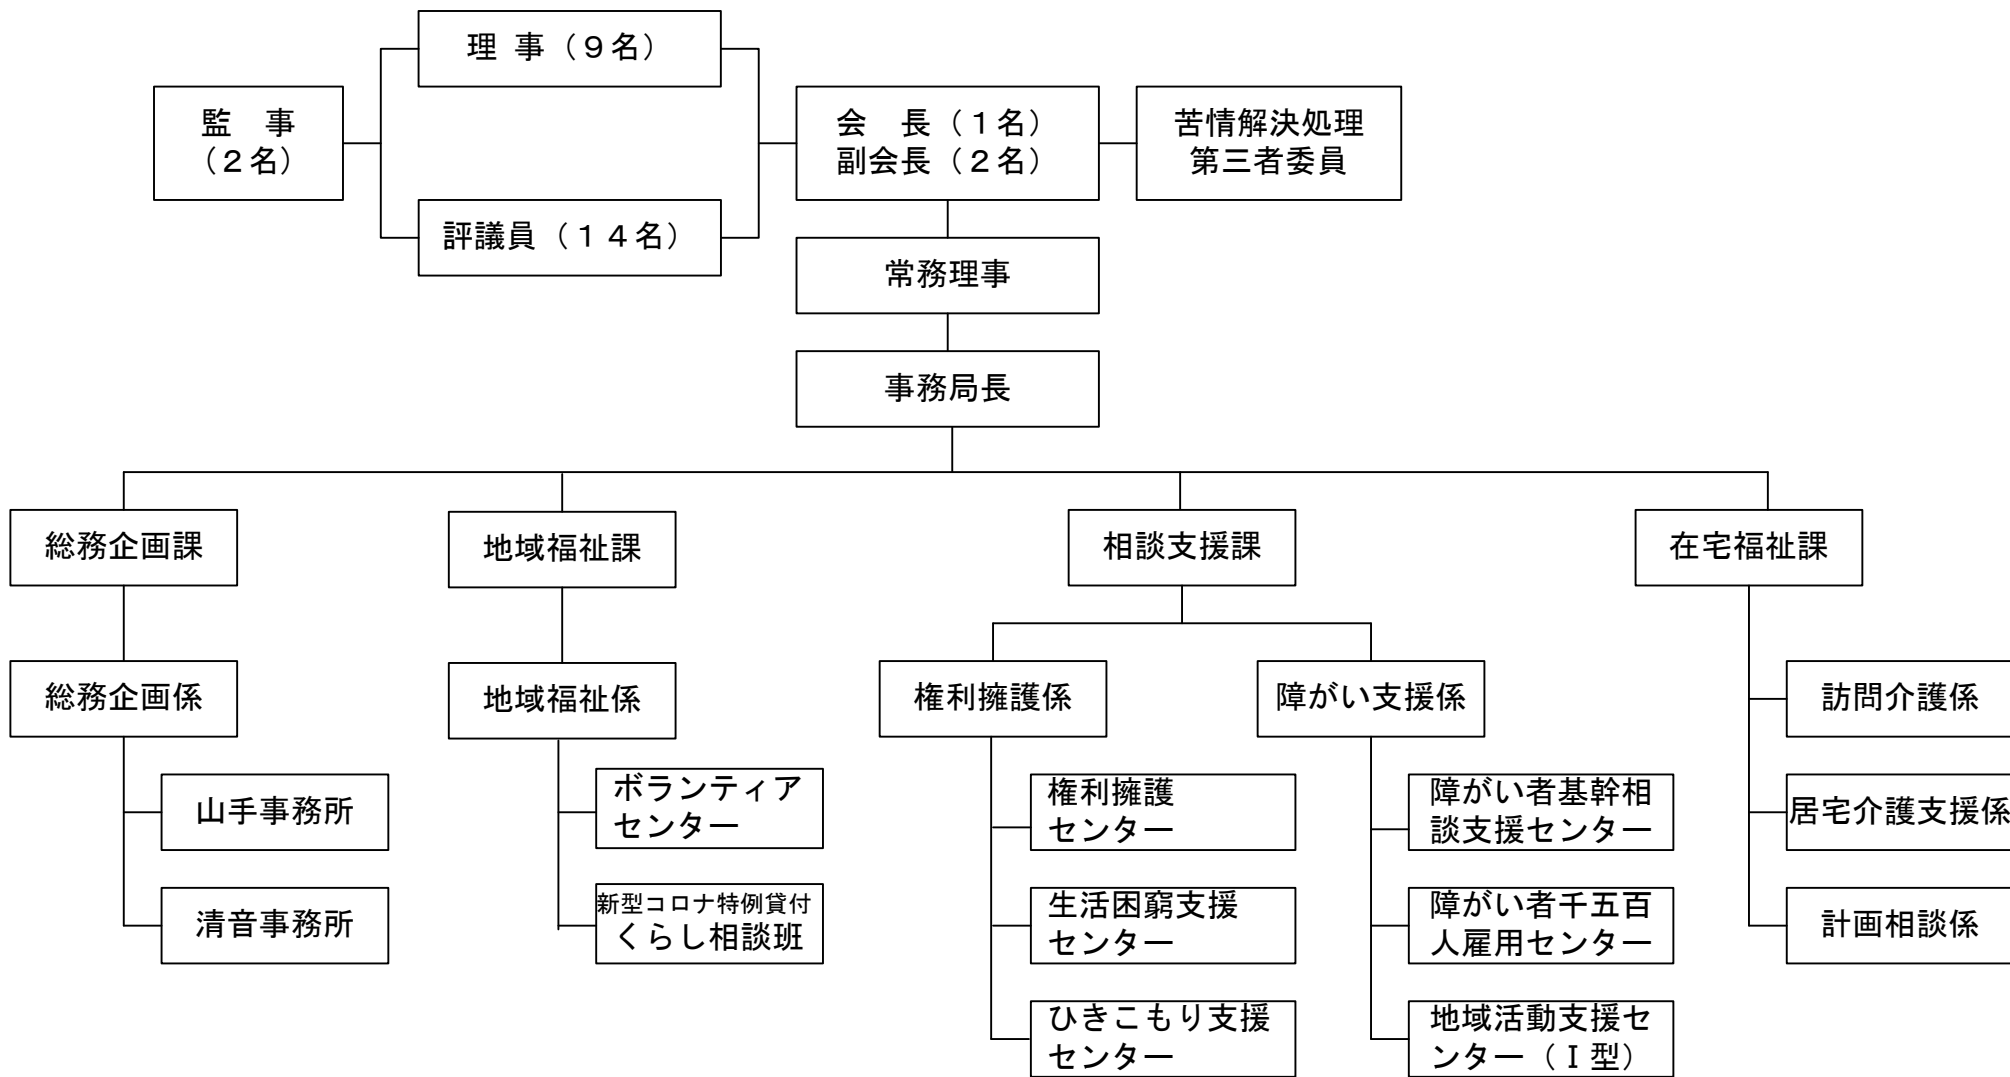 理 事（９名）
監　事
（２名）
会　長（１名）
副会長（２名）
苦情解決処理
第三者委員
評議員（１４名）
常務理事
事務局長
総務企画課
地域福祉課
相談支援課
在宅福祉課
総務企画係
地域福祉係
権利擁護係
障がい支援係
訪問介護係
山手事務所
ボランティア
センター
権利擁護
センター
障がい者基幹相
談支援センター
居宅介護支援係
清音事務所
新型コロナ特例貸付
くらし相談班
生活困窮支援
センター
障がい者千五百
人雇用センター
計画相談係
ひきこもり支援
センター
地域活動支援セ
ンター（Ⅰ型）